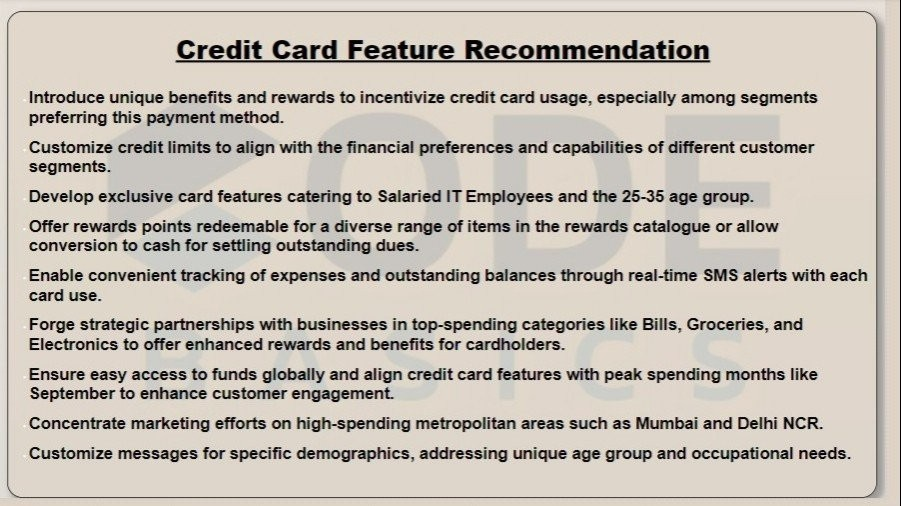 Credit Card Feature Recommendation
Introduce unique benefits and rewards to incentivize credit card usage, especially among segments
preferring this payment method.
Customize credit limits to align with the financial preferences and capabilities of different customer
segments.
Develop exclusive card features catering to Salaried IT Employees and the 25-35 age group.
Offer rewards points redeemable for a diverse range of items in the rewards catalogue or allow
conversion to cash for settling outstanding dues.
Enable convenient tracking of expenses and outstanding balances through real-time SMS alerts with each
card use.
Forge strategic partnerships with businesses in top-spending categories like Bills, Groceries, and
Electronics to offer enhanced rewards and benefits for cardholders.
Ensure easy access to funds globally and align credit card features with peak spending months like
September to enhance customer engagement.
Concentrate marketing efforts on high-spending metropolitan areas such as Mumbai and Delhi NCR.
Customize messages for specific demographics, addressing unique age group and occupational needs.
CODE
BASICS